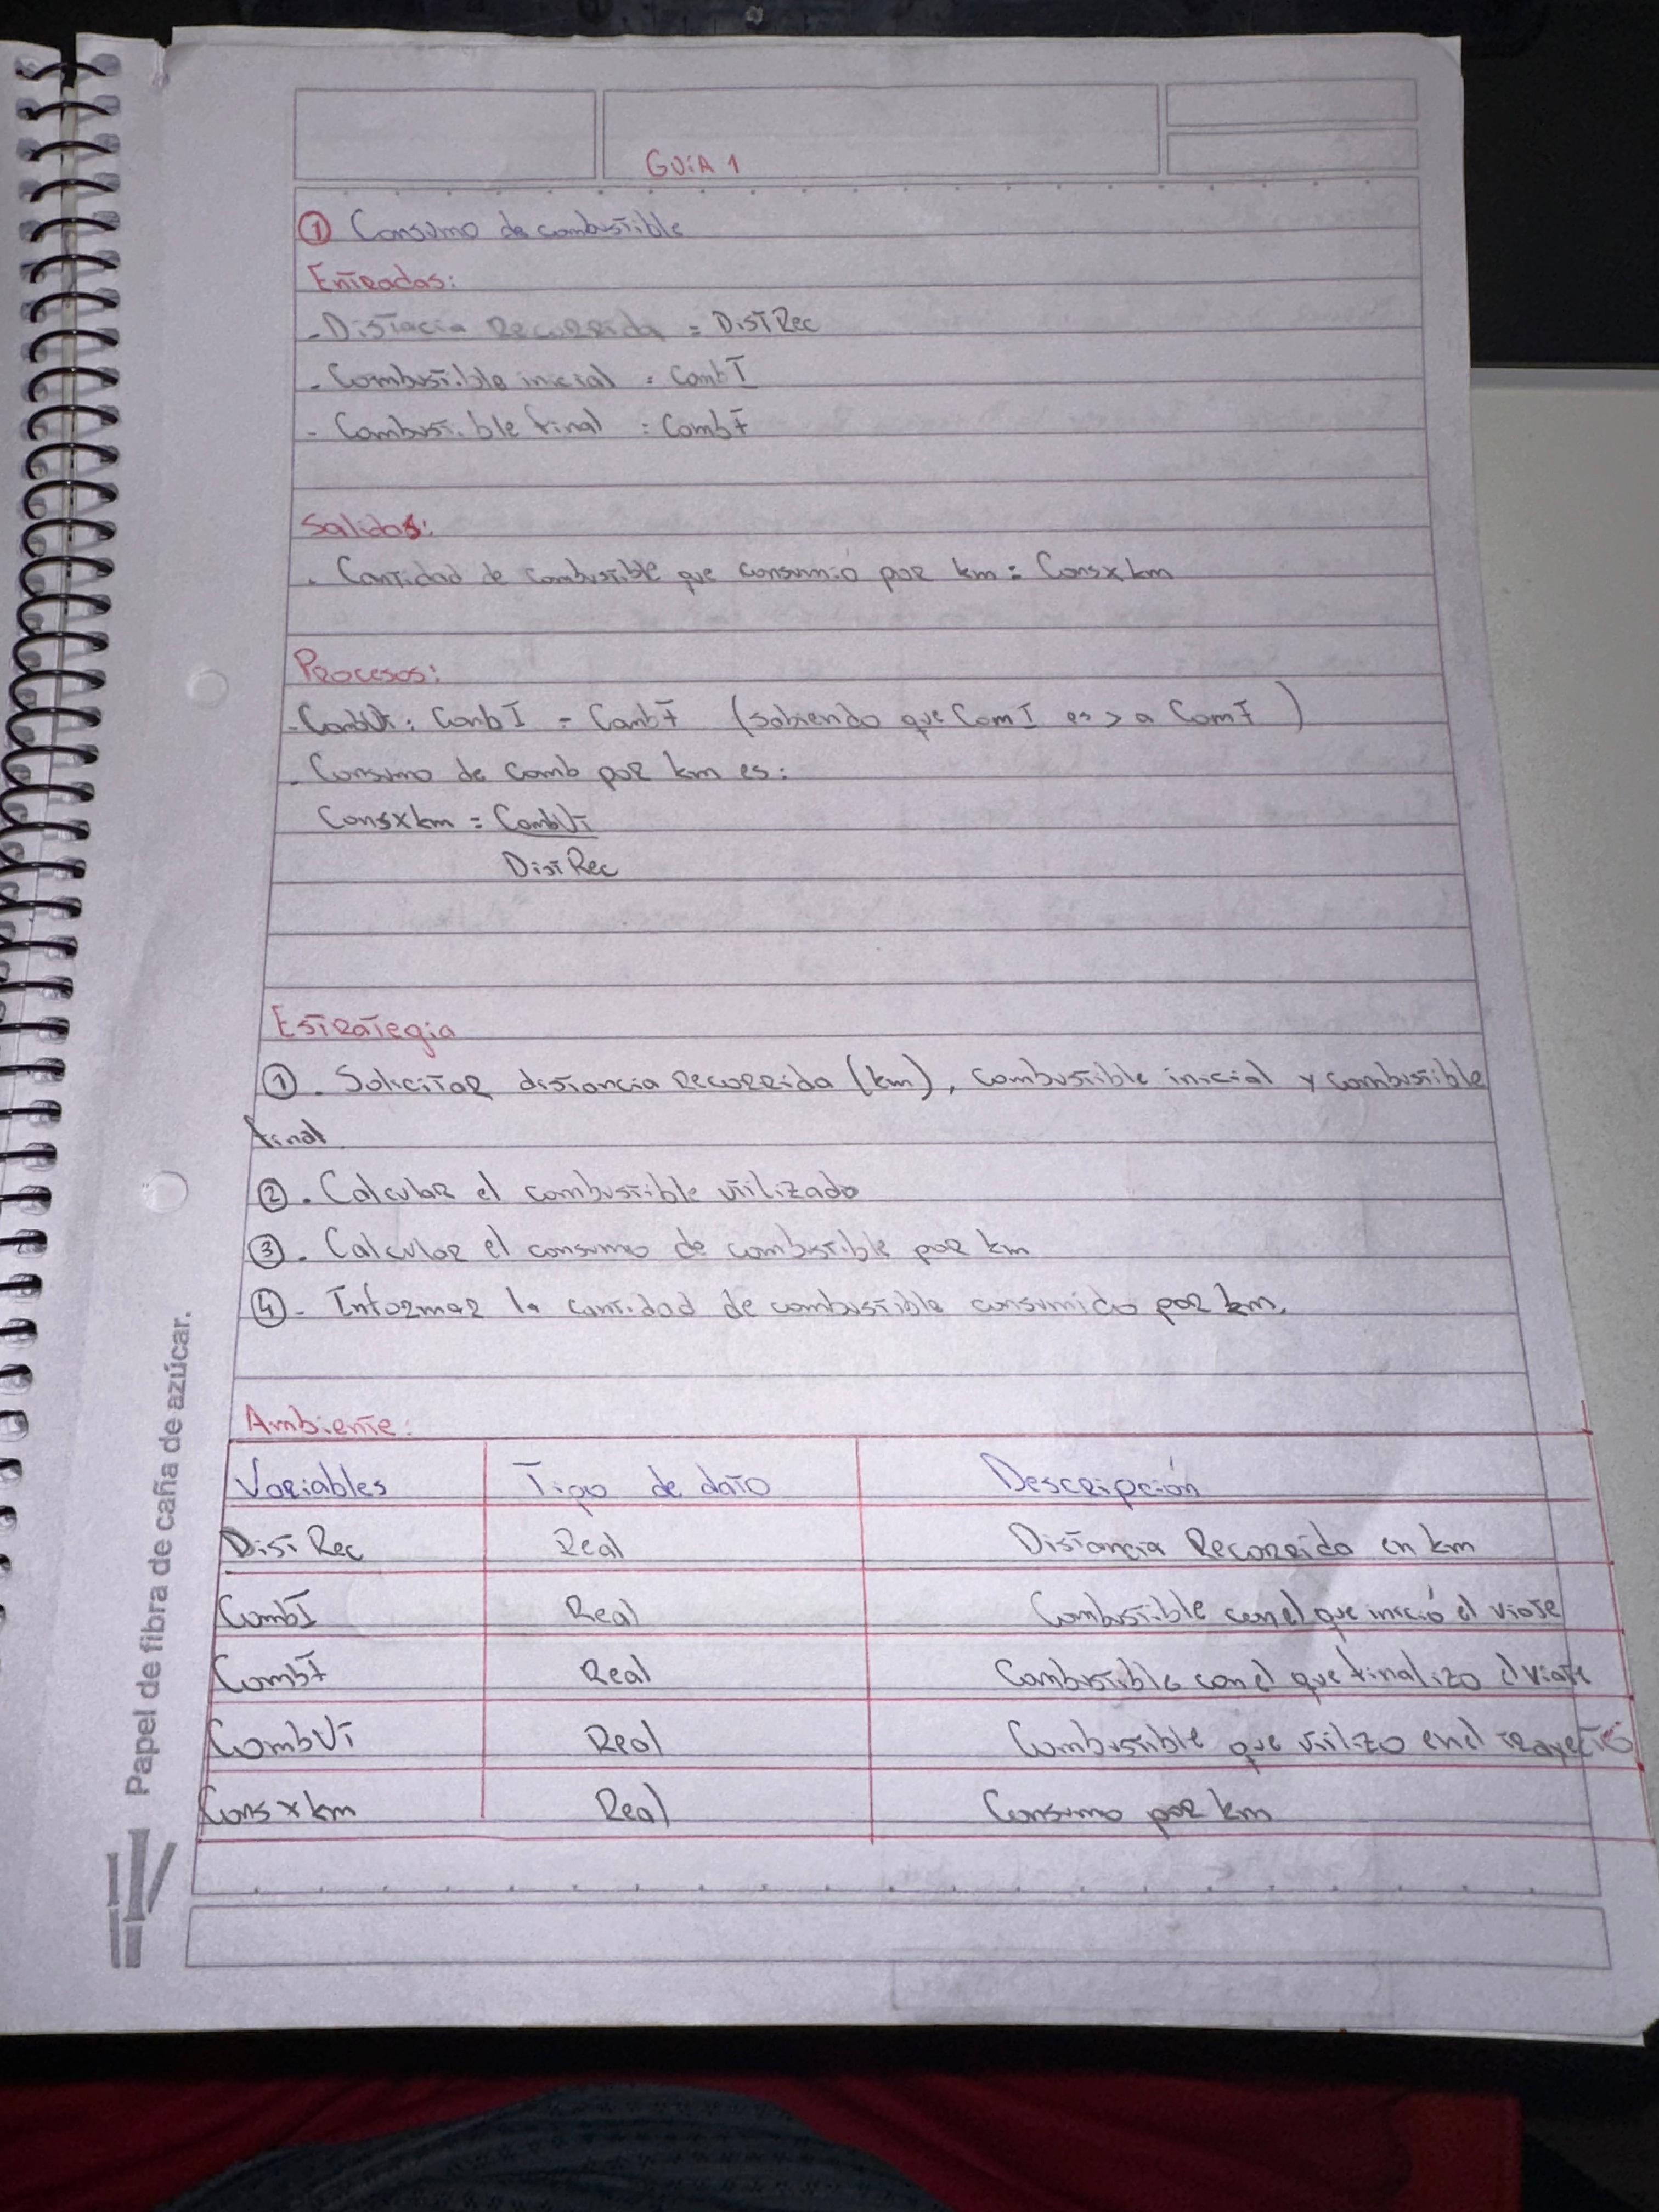 GUÍA 1
① Consumo de combustible
Entradas:
- Distacia Recorrida = DistRec
- Combustible inicial = CombI
- Combustible final = CombF
Salidas:
- Cantidad de combustible que consumió por km = Consxkm
Procesos:
- CombUt: CombI - CombF (sabiendo que ComI es > a ComF)
- Consumo de comb por km es:
Consxkm = CombUt
DistRec
Estrategia
①. Solicitar distancia recorrida (km), combustible inicial y combustible
final
②. Calcular el combustible utilizado
③. Calcular el consumo de combustible por km
④- Informar la cantidad de combustible consumido por km.
Ambiente:
Variables Tipo de dato Descripción
DistRec Real Distancia Recorrida en km
CombI Real Combustible con el que inició el viaje
CombF Real Combustible con el que finalizo el viaje
CombUt Real Combustible que utilizo en el trayecto
Consxkm Real Consumo por km
Papel de fibra de caña de azúcar.